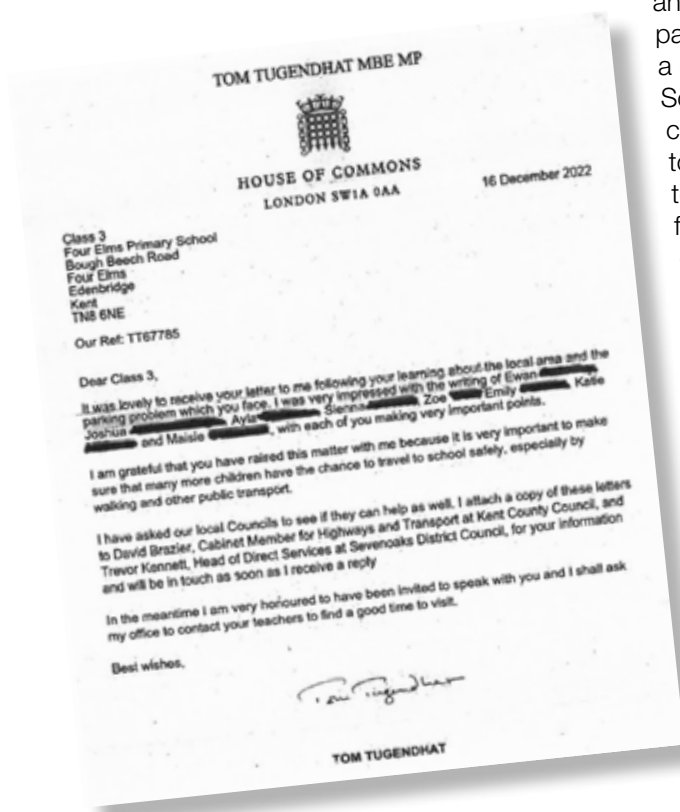 TOM TUGENDHAT MBE MP
HOUSE OF COMMONS
LONDON SW1A 0AA
16 December 2022
Class 3
Four Elms Primary School
Bough Beech Road
Four Elms
Edenbridge
Kent
TN8 6NE
Our Ref: TT67785
Dear Class 3,
It was lovely to receive your letter to me following your learning about the local area and the
parking problem which you face. I was very impressed with the writing of Ewan
Joshua Ayla Sienna, Zoe Emily, Katie
and Maisie, with each of you making very important points.
I am grateful that you have raired this matter with me because it is very important to make
sure that many more children have the chance to travel to school safely, especially by
walking and other public transport.
I have asked our local Councils to see if they can help as well. I attach a copy of these letters
to David Brazier, Cabinet Member for Highways and Transport at Kent County Council, and
Trevor Kennett, Head of Direct Services at Sevenoaks District Council, for your information
and will be in touch as soon as I receive a reply
In the meantime I am very honoured to have been invited to speak with you and I shall ask
my office to contact your teachers to find a good time to visit.
Best wishes,
Tom Tugendhat
TOM TUGENDHAT
an
pa
a
c
to
t
f